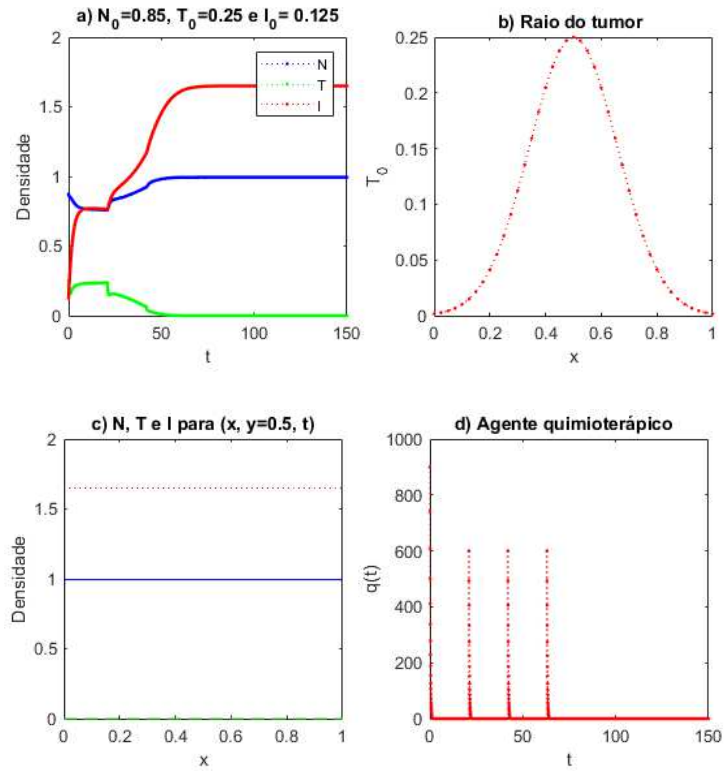 a) N0=0.85, T0=0.25 e I0= 0.125
2
1.5
1
0.5
0
Densidade
0 50 100 150
t
N
T
I
b) Raio do tumor
0.25
0.2
0.15
0.1
0.05
0
T0
0 0.2 0.4 0.6 0.8 1
x
c) N, T e I para (x, y=0.5, t)
2
1.5
1
0.5
0
Densidade
0 0.2 0.4 0.6 0.8 1
x
d) Agente quimioterápico
1000
800
600
400
200
0
q(t)
0 50 100 150
t